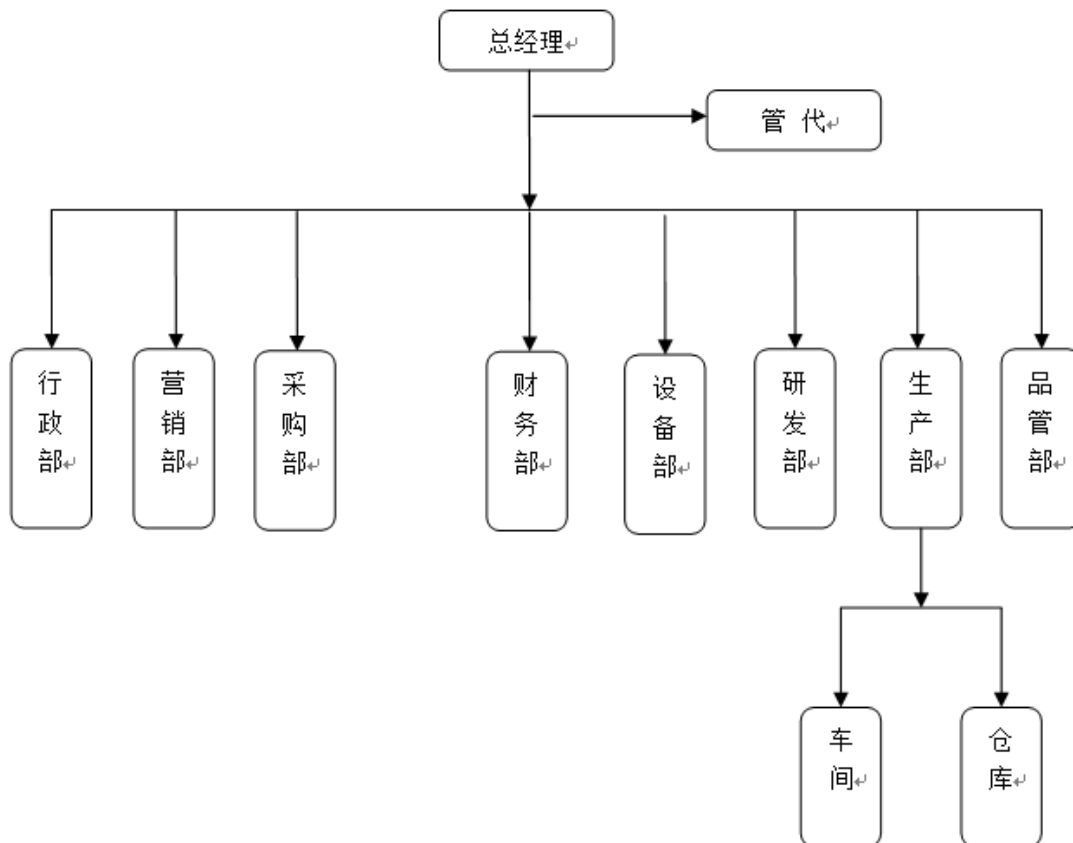 总经理
管 代
行政部
营销部
采购部
财务部
设备部
研发部
生产部
品管部
车间
仓库